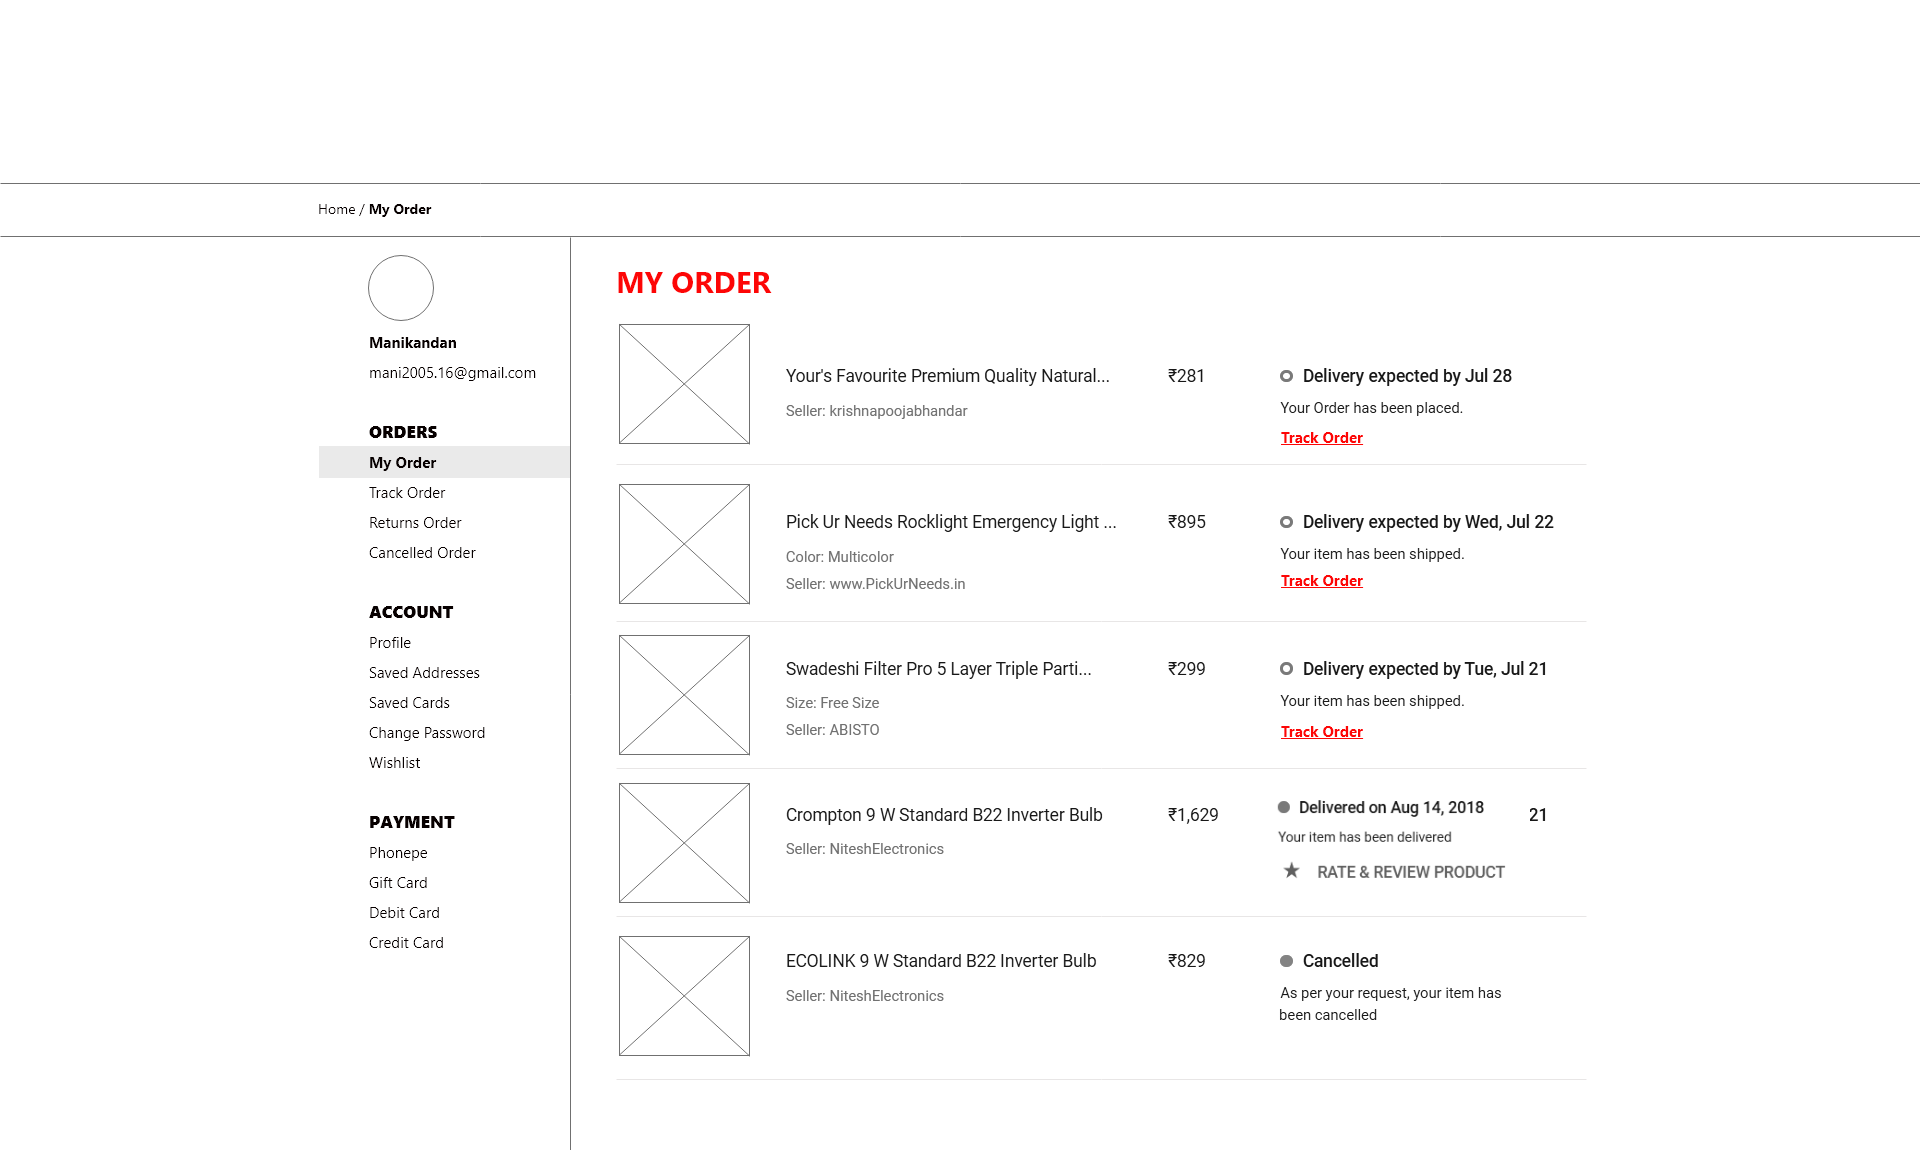 Home / My Order
Manikandan
mani2005.16@gmail.com
ORDERS
My Order
Track Order
Returns Order
Cancelled Order
ACCOUNT
Profile
Saved Addresses
Saved Cards
Change Password
Wishlist
PAYMENT
Phonepe
Gift Card
Debit Card
Credit Card
MY ORDER
Your's Favourite Premium Quality Natural...
Seller: krishnapoojabhandar
₹281
Delivery expected by Jul 28
Your Order has been placed.
Track Order
Pick Ur Needs Rocklight Emergency Light ...
Color: Multicolor
Seller: www.PickUrNeeds.in
₹895
Delivery expected by Wed, Jul 22
Your item has been shipped.
Track Order
Swadeshi Filter Pro 5 Layer Triple Parti...
Size: Free Size
Seller: ABISTO
₹299
Delivery expected by Tue, Jul 21
Your item has been shipped.
Track Order
Crompton 9 W Standard B22 Inverter Bulb
Seller: NiteshElectronics
₹1,629
Delivered on Aug 14, 2018 21
Your item has been delivered
★ RATE & REVIEW PRODUCT
ECOLINK 9 W Standard B22 Inverter Bulb
Seller: NiteshElectronics
₹829
Cancelled
As per your request, your item has
been cancelled